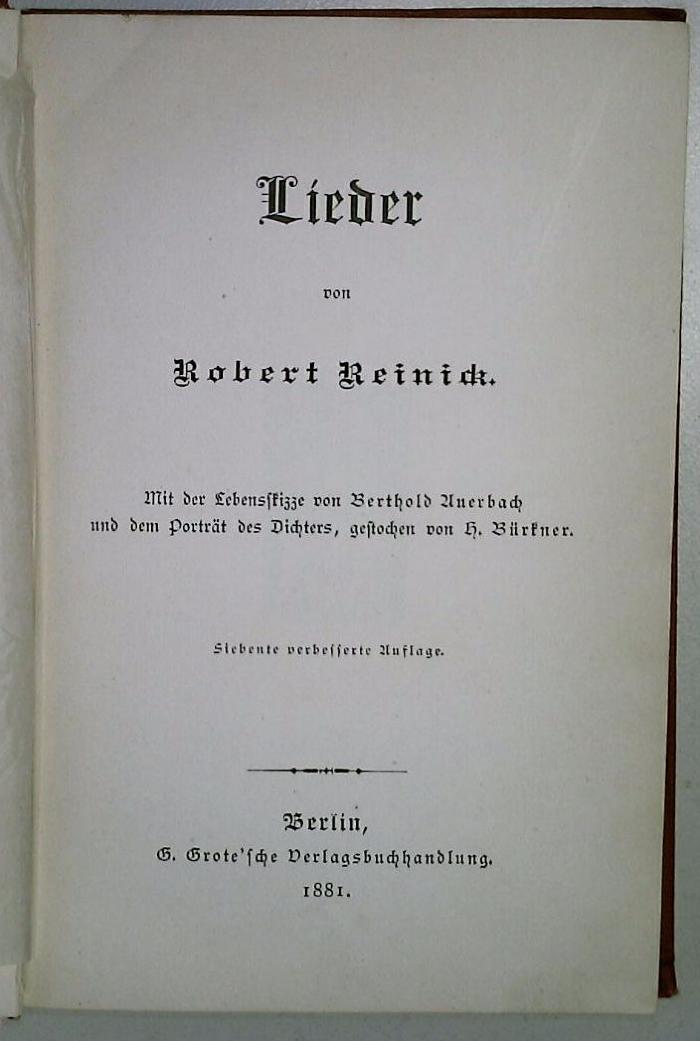 Lieder
von
Robert Reinick.
Mit der Lebensskizze von Berthold Auerbach
und dem Porträt des Dichters, gestochen von H. Bürkner.
Siebente verbesserte Auflage.
Berlin,
G. Grote'sche Verlagsbuchhandlung.
1881.